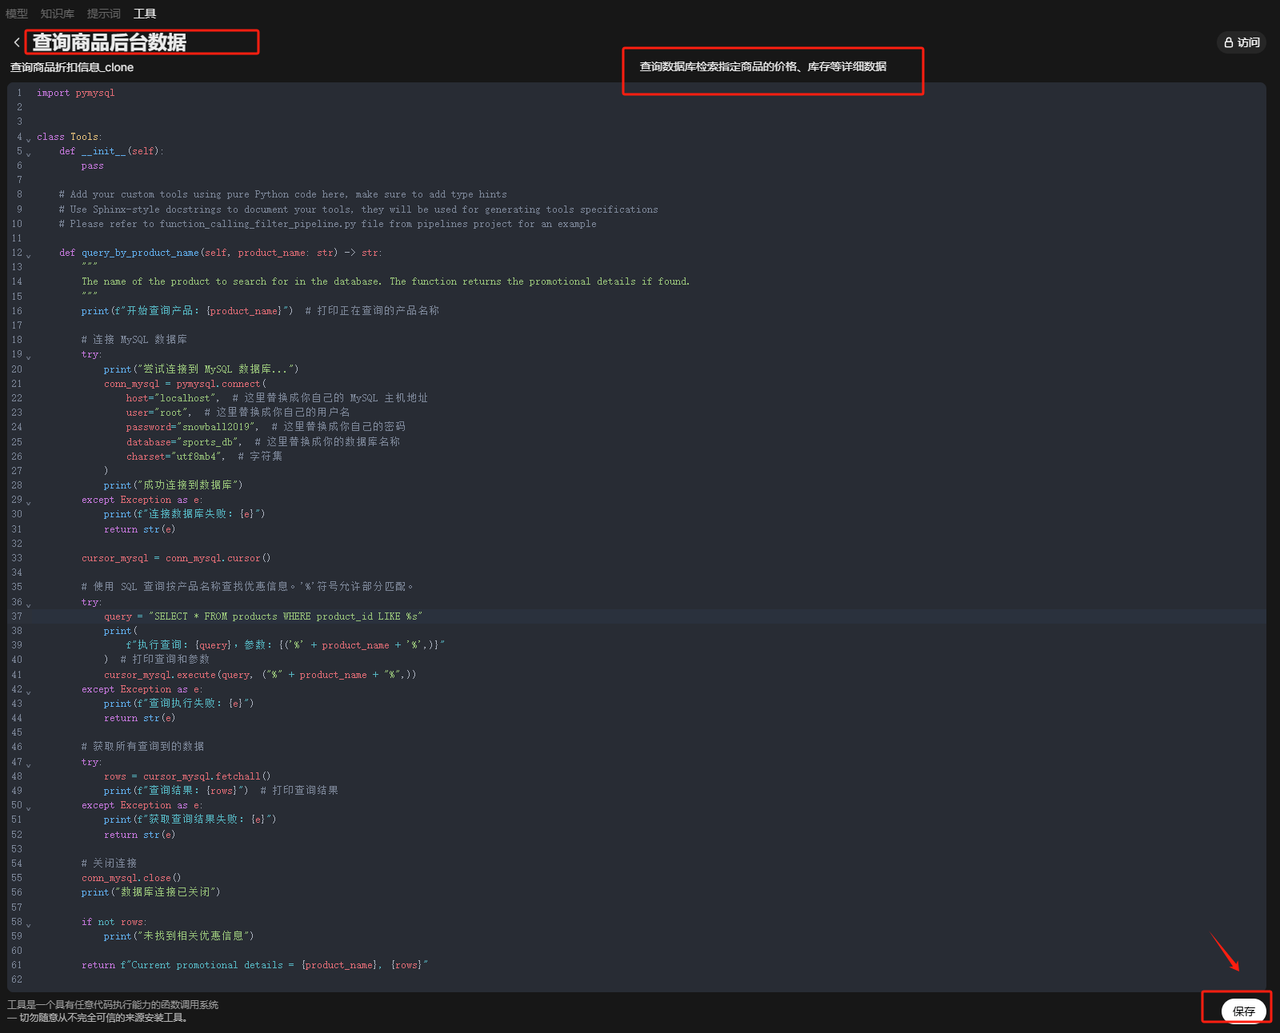 模型 知识库 提示词 工具
查询商品后台数据
访问
查询商品折扣信息_clone
查询数据库检索指定商品的价格、库存等详细数据
1 import pymysql
2
3
4 class Tools:
5 def __init__(self):
6 pass
7
8 # Add your custom tools using pure Python code here, make sure to add type hints
9 # Use Sphinx-style docstrings to document your tools, they will be used for generating tools specifications
10 # Please refer to function_calling_filter_pipeline.py file from pipelines project for an example
11
12 def query_by_product_name(self, product_name: str) -> str:
13 """
14 The name of the product to search for in the database. The function returns the promotional details if found.
15 """
16 print(f"开始查询产品: {product_name}") # 打印正在查询的产品名称
17
18 # 连接 MySQL 数据库
19 try:
20 print("尝试连接到 MySQL 数据库...")
21 conn_mysql = pymysql.connect(
22 host="localhost", # 这里替换成你自己的 MySQL 主机地址
23 user="root", # 这里替换成你自己的用户名
24 password="snowball2019", # 这里替换成你自己的密码
25 database="sports_db", # 这里替换成你的数据库名称
26 charset="utf8mb4", # 字符集
27 )
28 print("成功连接到数据库")
29 except Exception as e:
30 print(f"连接数据库失败: {e}")
31 return str(e)
32
33 cursor_mysql = conn_mysql.cursor()
34
35 # 使用 SQL 查询按产品名称查找优惠信息。'%'符号允许部分匹配。
36 try:
37 query = "SELECT * FROM products WHERE product_id LIKE %s"
38 print(
39 f"执行查询: {query}, 参数: {('%' + product_name + '%',)}"
40 ) # 打印查询和参数
41 cursor_mysql.execute(query, ("%" + product_name + "%",))
42 except Exception as e:
43 print(f"查询执行失败: {e}")
44 return str(e)
45
46 # 获取所有查询到的数据
47 try:
48 rows = cursor_mysql.fetchall()
49 print(f"查询结果: {rows}") # 打印查询结果
50 except Exception as e:
51 print(f"获取查询结果失败: {e}")
52 return str(e)
53
54 # 关闭连接
55 conn_mysql.close()
56 print("数据库连接已关闭")
57
58 if not rows:
59 print("未找到相关优惠信息")
60
61 return f"Current promotional details = {product_name}, {rows}"
62
工具是一个具有任意代码执行能力的函数调用系统
— 切勿随意从不完全可信的来源安装工具。
保存